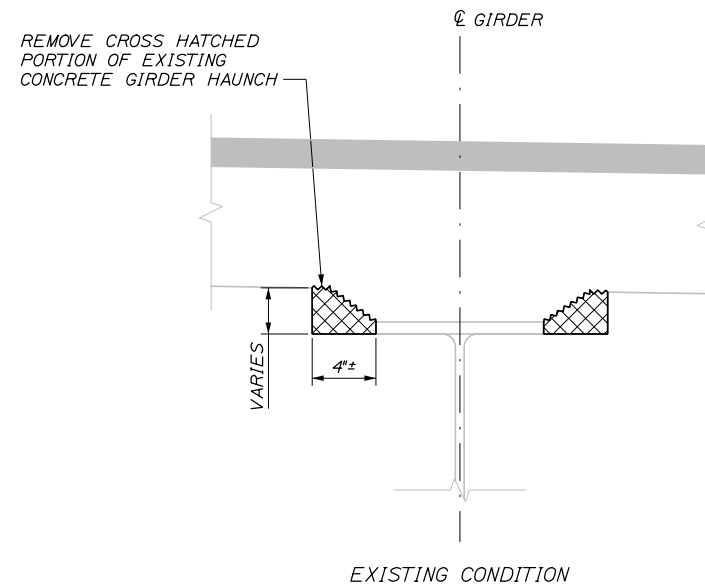 ℄ GIRDER
REMOVE CROSS HATCHED
PORTION OF EXISTING
CONCRETE GIRDER HAUNCH
VARIES
4"±
EXISTING CONDITION